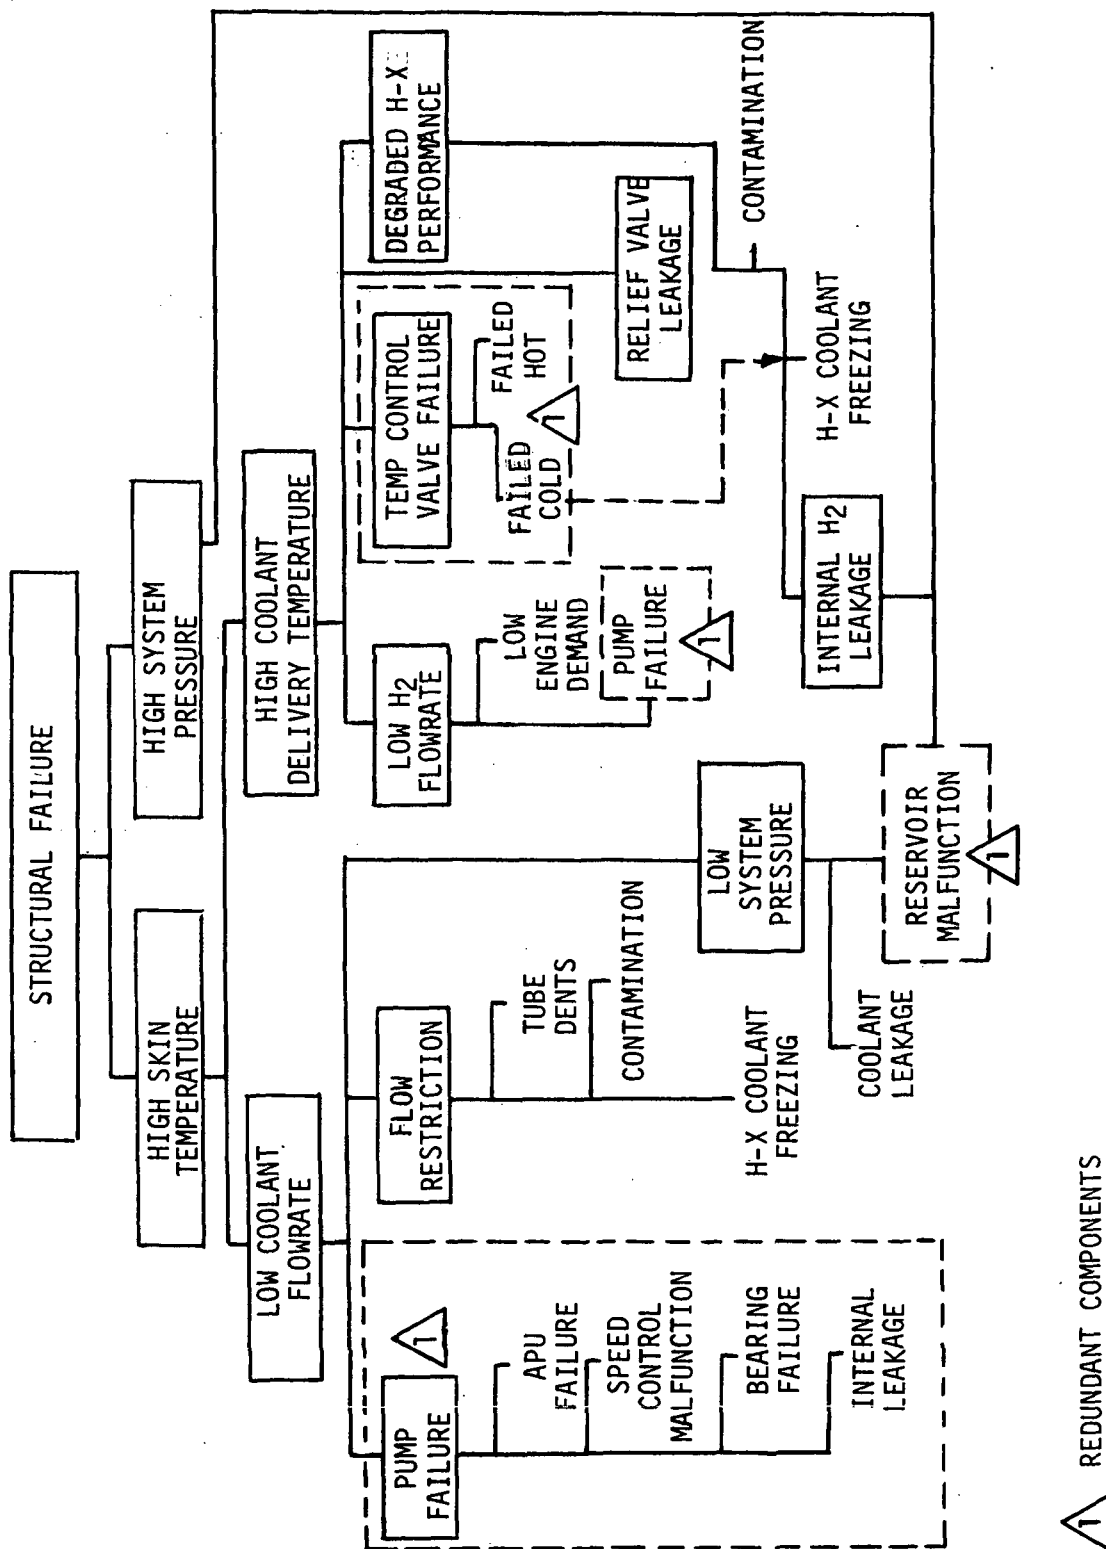 STRUCTURAL FAILURE
HIGH SKIN
TEMPERATURE
HIGH SYSTEM
PRESSURE
LOW COOLANT
FLOWRATE
HIGH COOLANT
DELIVERY TEMPERATURE
PUMP
FAILURE
1
APU
FAILURE
SPEED
CONTROL
MALFUNCTION
BEARING
FAILURE
INTERNAL
LEAKAGE
FLOW
RESTRICTION
TUBE
DENTS
CONTAMINATION
H-X COOLANT
FREEZING
LOW
SYSTEM
PRESSURE
COOLANT
LEAKAGE
RESERVOIR
MALFUNCTION
1
LOW H2
FLOWRATE
LOW
ENGINE
DEMAND
PUMP
FAILURE
1
TEMP CONTROL
VALVE FAILURE
FAILED
COLD
FAILED
HOT
1
RELIEF VALVE
LEAKAGE
DEGRADED H-X
PERFORMANCE
CONTAMINATION
H-X COOLANT
FREEZING
INTERNAL H2
LEAKAGE
1 REDUNDANT COMPONENTS